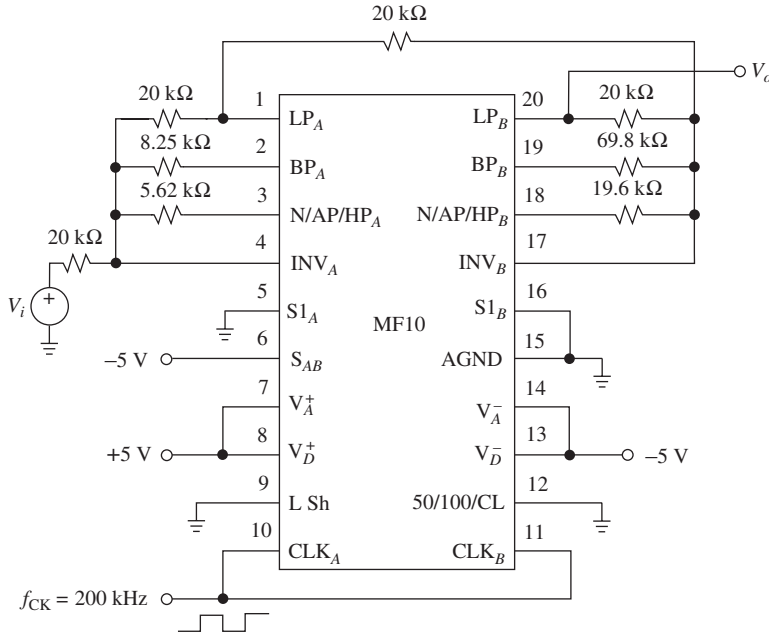 20 kΩ
20 kΩ 1 LP_A 20 LP_B 20 kΩ V_o
8.25 kΩ 2 BP_A 19 BP_B 69.8 kΩ
5.62 kΩ 3 N/AP/HP_A 18 N/AP/HP_B 19.6 kΩ
20 kΩ 4 INV_A 17 INV_B
V_i + 5 S1_A MF10 16 S1_B
–5 V 6 S_AB 15 AGND
7 V_A^+ 14 V_A^−
+5 V 8 V_D^+ 13 V_D^− –5 V
9 L Sh 12 50/100/CL
10 CLK_A 11 CLK_B
f_CK = 200 kHz